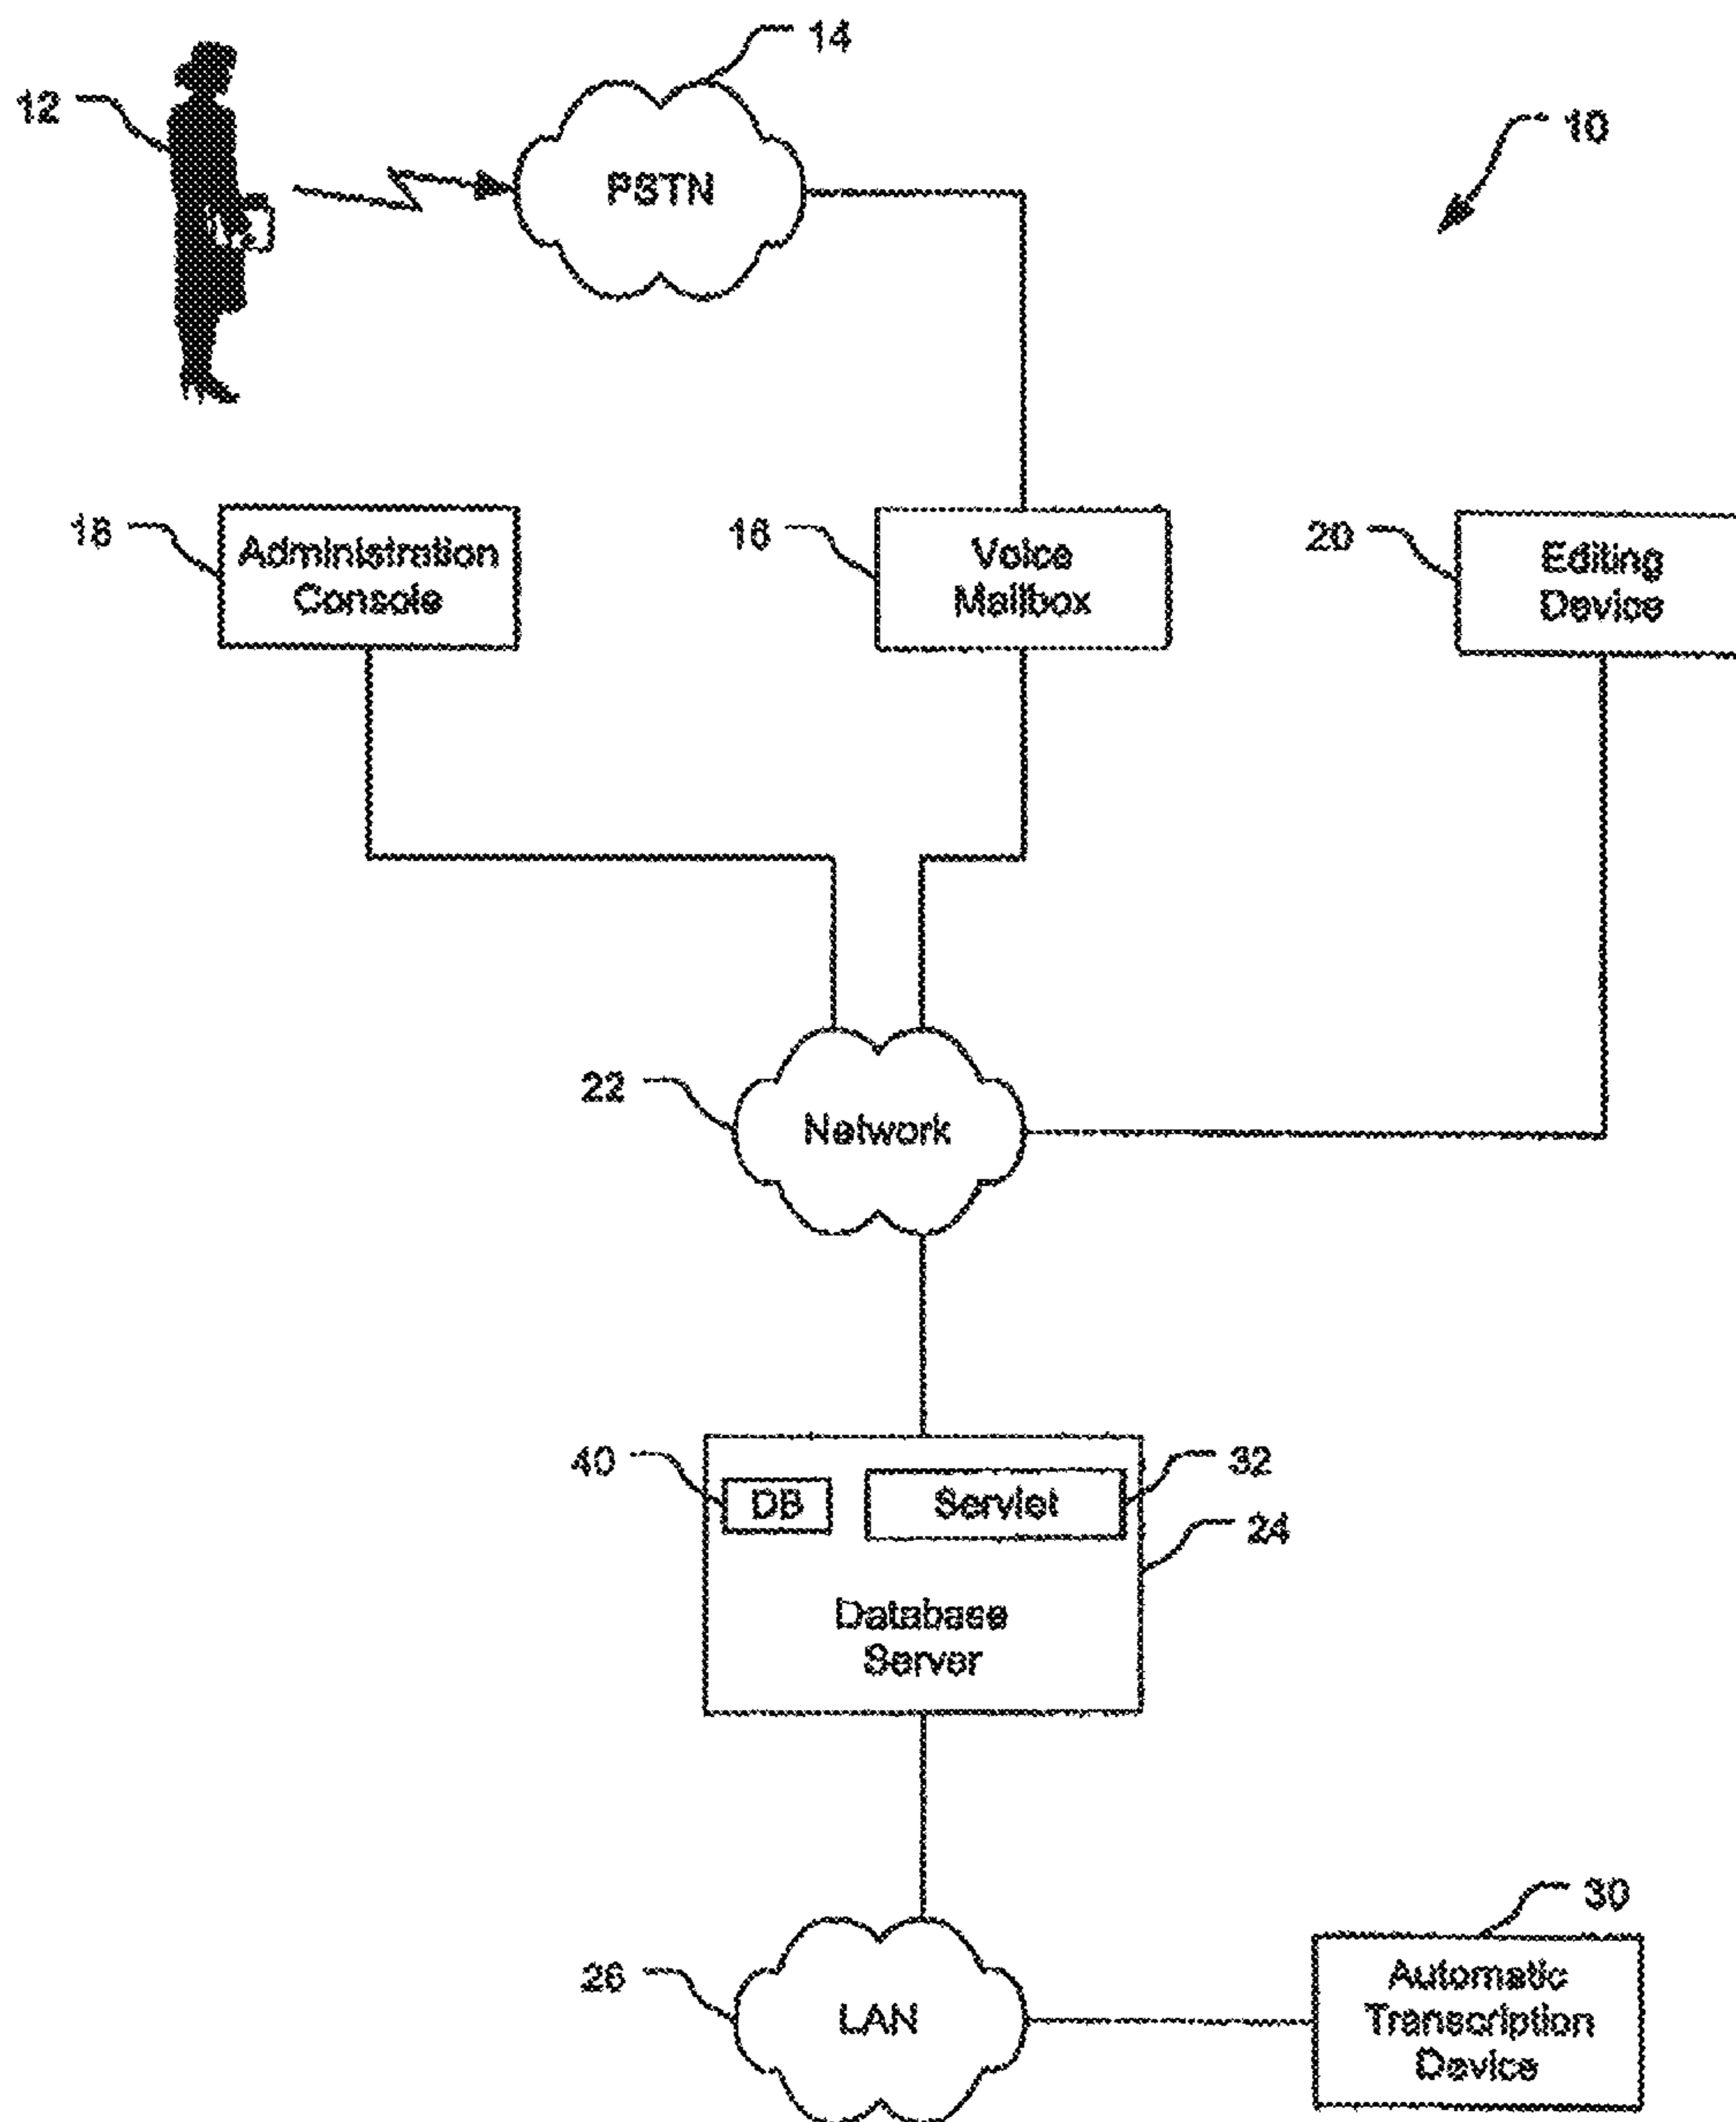 14
12
10
PSTN
18
Administration
Console
16
Voice
Mailbox
20
Editing
Device
22
Network
40
DB
Servlet
32
24
Database
Server
30
26
LAN
Automatic
Transcription
Device